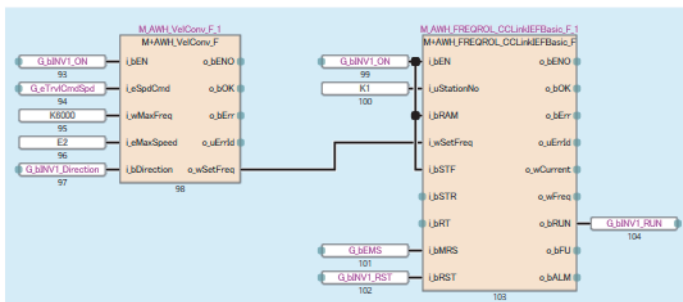 M_AWH_VelConv_F_1
M+AWH_VelConv_F
G_bINV1_ON
93
i_bEN
o_bENO
G_eTrvlCmdSpd
94
i_eSpdCmd
o_bOK
K8000
95
i_wMaxFreq
o_bErr
E2
96
i_eMaxSpeed
o_uErrId
G_bINV1_Direction
97
i_bDirection
o_wSetFreq
98
M_AWH_FREQROL_CCLinkIEFBasic_F_1
M+AWH_FREQROL_CCLinkIEFBasic_F
G_bINV1_ON
99
i_bEN
o_bENO
K1
100
i_uStationNo
o_bOK
i_bRAM
o_bErr
i_wSetFreq
o_uErrId
i_bSTF
o_wCurrent
i_bSTR
o_wFreq
i_bRT
o_bRUN
G_bINV1_RUN
104
G_bEMS
101
i_bMRS
o_bFU
G_bINV1_RST
102
i_bRST
o_bALM
103